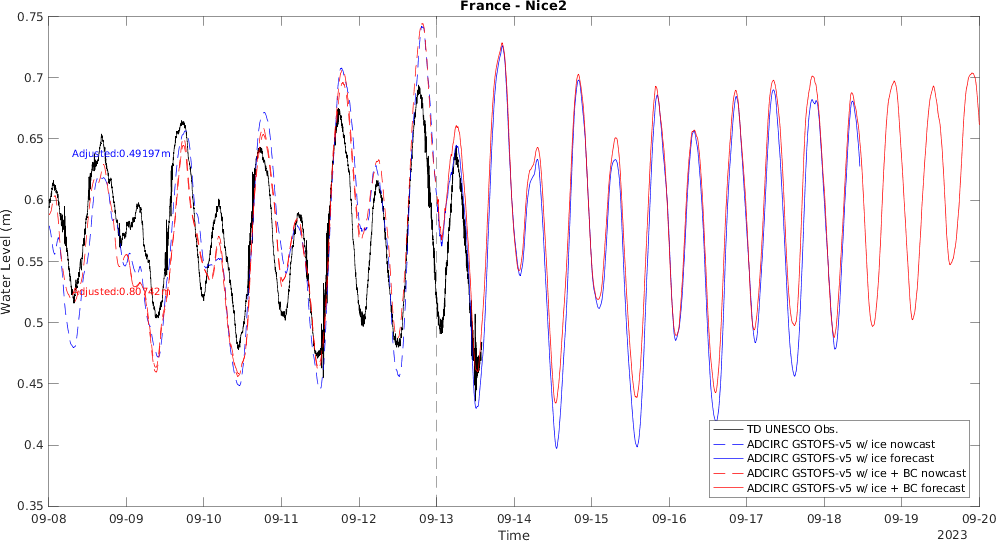 France - Nice2
0.75
0.7
0.65
0.6
0.55
0.5
0.45
0.4
0.35
Water Level (m)
Adjusted:0.49197m
Adjusted:0.80742m
TD UNESCO Obs.
ADCIRC GSTOFS-v5 w/ ice nowcast
ADCIRC GSTOFS-v5 w/ ice forecast
ADCIRC GSTOFS-v5 w/ ice + BC nowcast
ADCIRC GSTOFS-v5 w/ ice + BC forecast
09-08 09-09 09-10 09-11 09-12 09-13 09-14 09-15 09-16 09-17 09-18 09-19 09-20
Time
2023